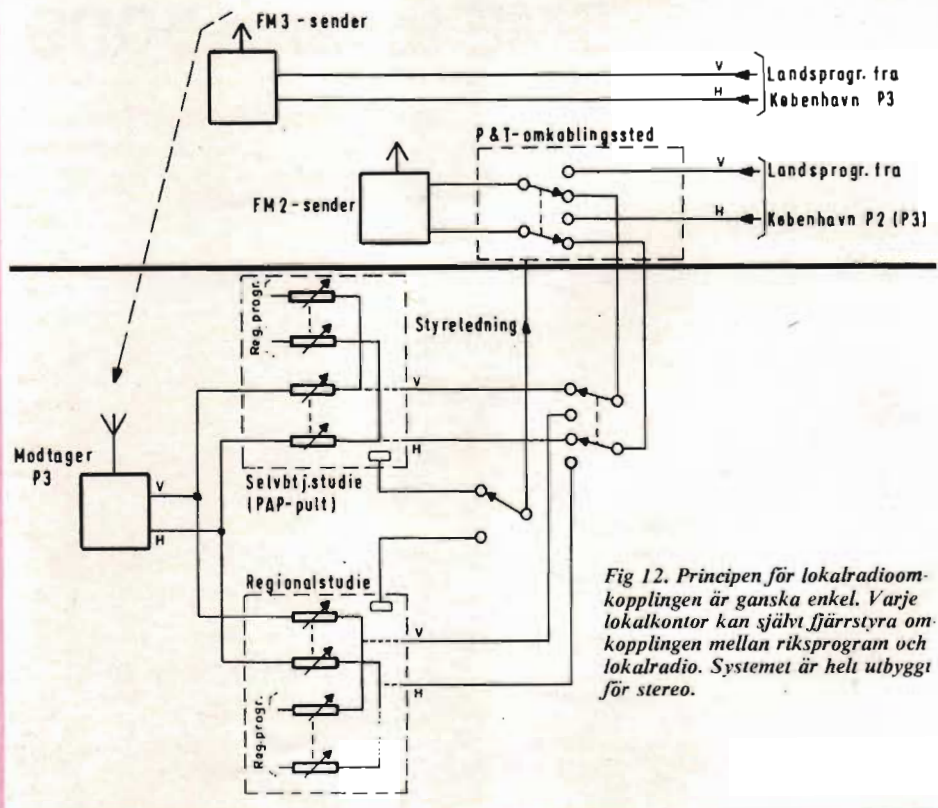 FM3-sender
V
Landsprogr. fra
H
København P3
P&T-omkablingssted
FM2-sender
V
Landsprogr. fra
H
København P2 (P3)
Reg. progr.
Styreledning
V
H
Modtager
P3
V
H
Selvbtj.studie
(PAP-pult)
Regionalstudie
V
H
Reg.progr.
Fig 12. Principen för lokalradioom-
kopplingen är ganska enkel. Varje
lokalkontor kan självt fjärrstyra om-
kopplingen mellan riksprogram och
lokalradio. Systemet är helt utbyggt
för stereo.